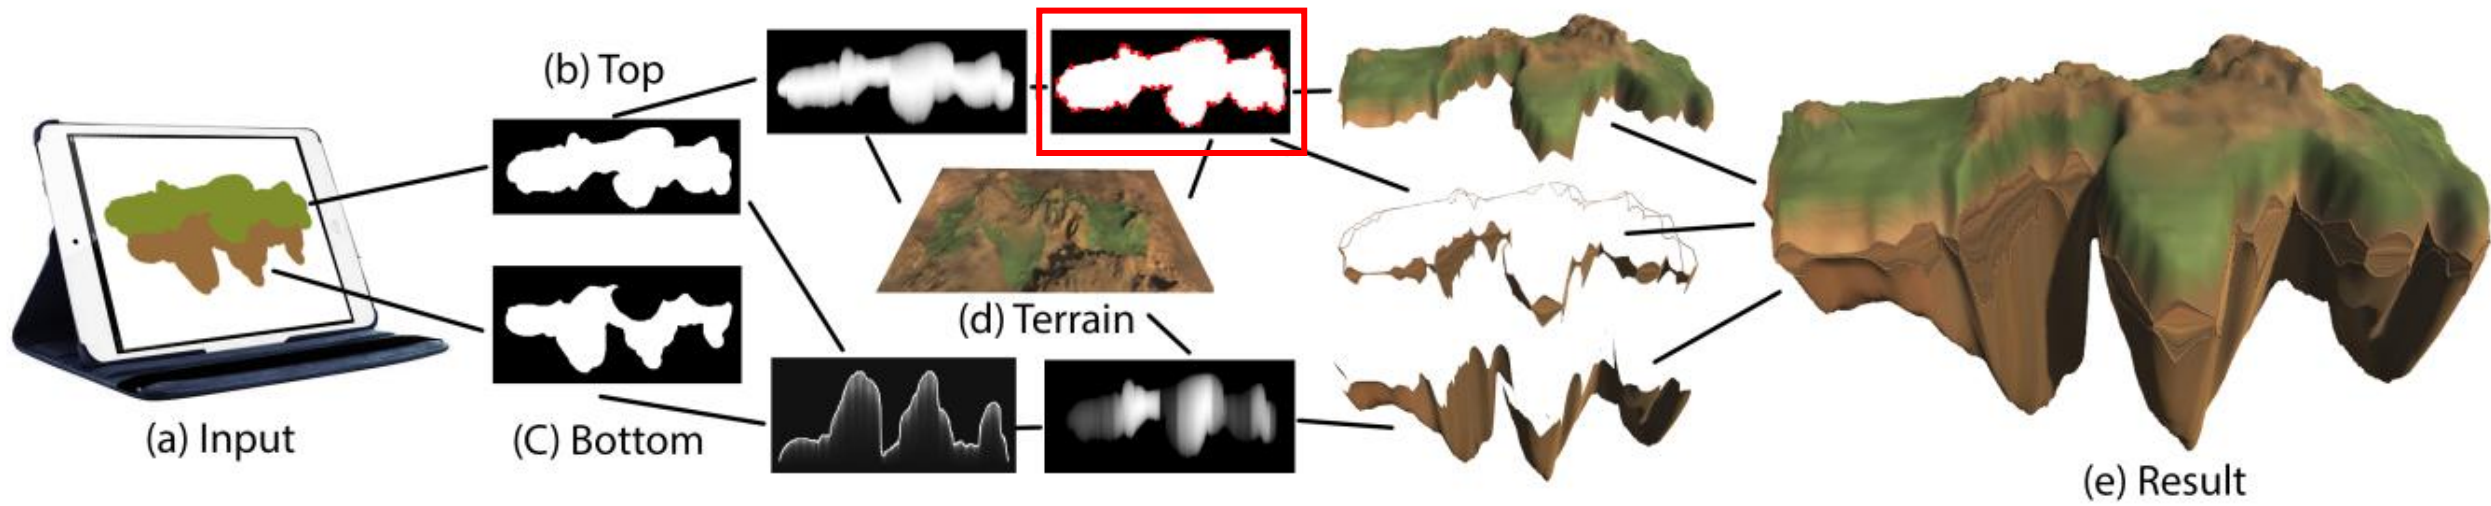 (b) Top
(d) Terrain
(a) Input
(C) Bottom
(e) Result